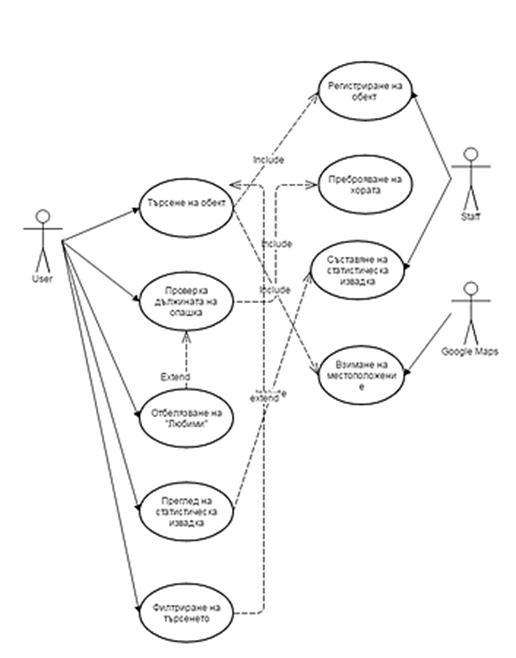 Регистриране на
обект
Include
Преброяване на
хората
Търсене на обект
Staff
Include
User
Съставяне на
статистическа
извадка
Проверка
дължината на
опашка
Include
Google Maps
Взимане на
местоположени
е
Extend
extend
Отбелязване на
"Любими"
Преглед на
статистическа
извадка
Филтриране на
търсенето